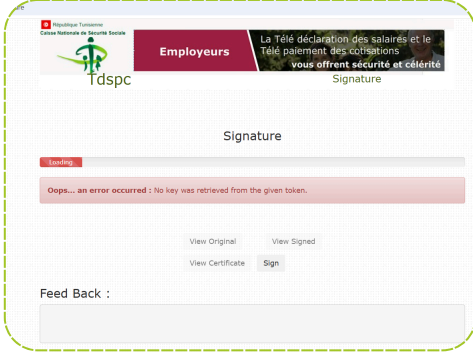 République Tunisienne
Caisse Nationale de Sécurité Sociale
Employeurs
La Télé déclaration des salariés et le
Télé paiement des cotisations
vous offrent sécurité et célérité
Tdspc
Signature
Signature
Loading
Oops... an error occurred : No key was retrieved from the given token.
View Original
View Signed
View Certificate
Sign
Feed Back :